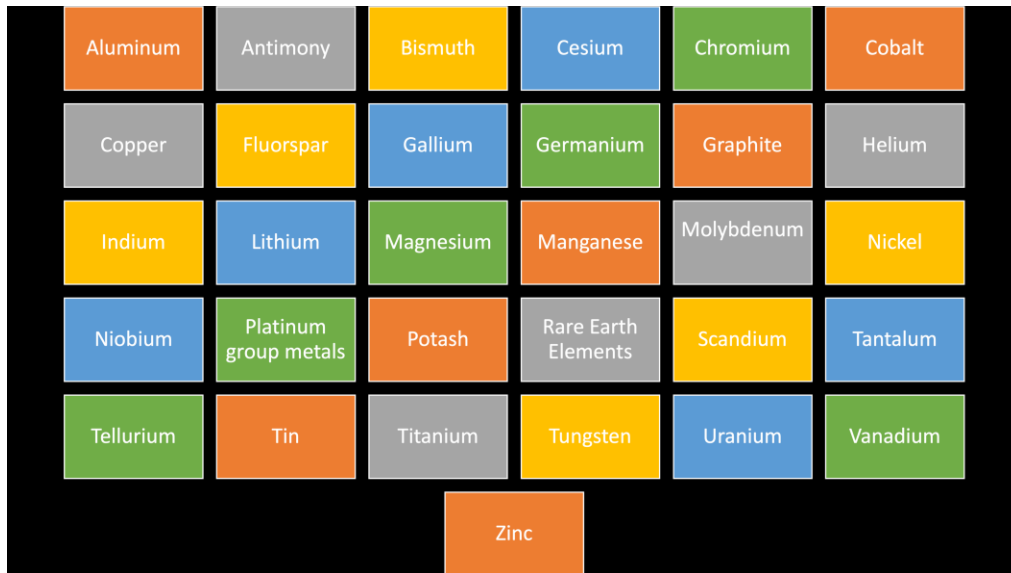 Aluminum
Antimony
Bismuth
Cesium
Chromium
Cobalt
Copper
Fluorspar
Gallium
Germanium
Graphite
Helium
Indium
Lithium
Magnesium
Manganese
Molybdenum
Nickel
Niobium
Platinum
group metals
Potash
Rare Earth
Elements
Scandium
Tantalum
Tellurium
Tin
Titanium
Tungsten
Uranium
Vanadium
Zinc